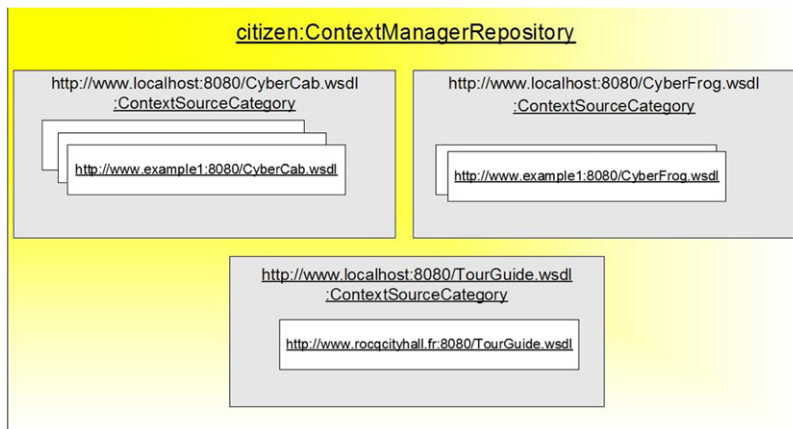 citizen:ContextManagerRepository
http://www.localhost:8080/CyberCab.wsdl
:ContextSourceCategory
http://www.example1:8080/CyberCab.wsdl
http://www.localhost:8080/CyberFrog.wsdl
:ContextSourceCategory
http://www.example1:8080/CyberFrog.wsdl
http://www.localhost:8080/TourGuide.wsdl
:ContextSourceCategory
http://www.rocqcityhall.fr:8080/TourGuide.wsdl